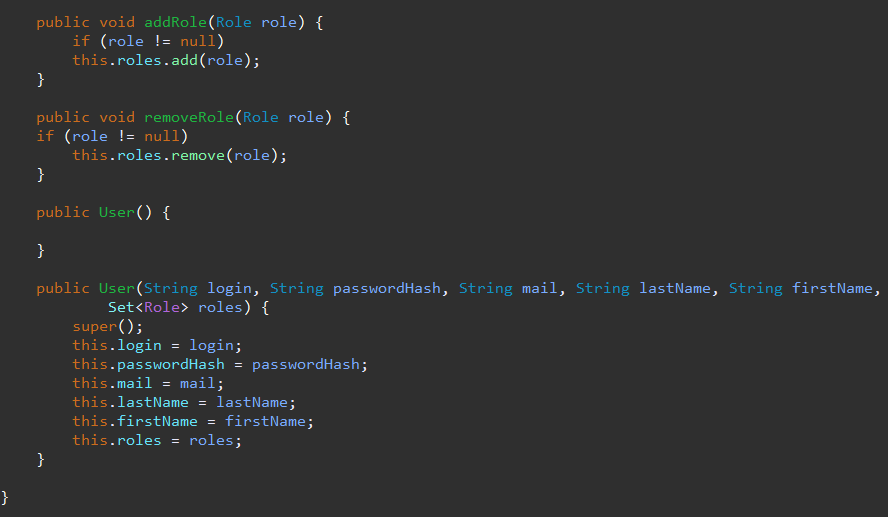 public void addRole(Role role) {
        if (role != null)
        this.roles.add(role);
    }

    public void removeRole(Role role) {
    if (role != null)
        this.roles.remove(role);
    }

    public User() {

    }

    public User(String login, String passwordHash, String mail, String lastName, String firstName,
            Set<Role> roles) {
        super();
        this.login = login;
        this.passwordHash = passwordHash;
        this.mail = mail;
        this.lastName = lastName;
        this.firstName = firstName;
        this.roles = roles;
    }

}